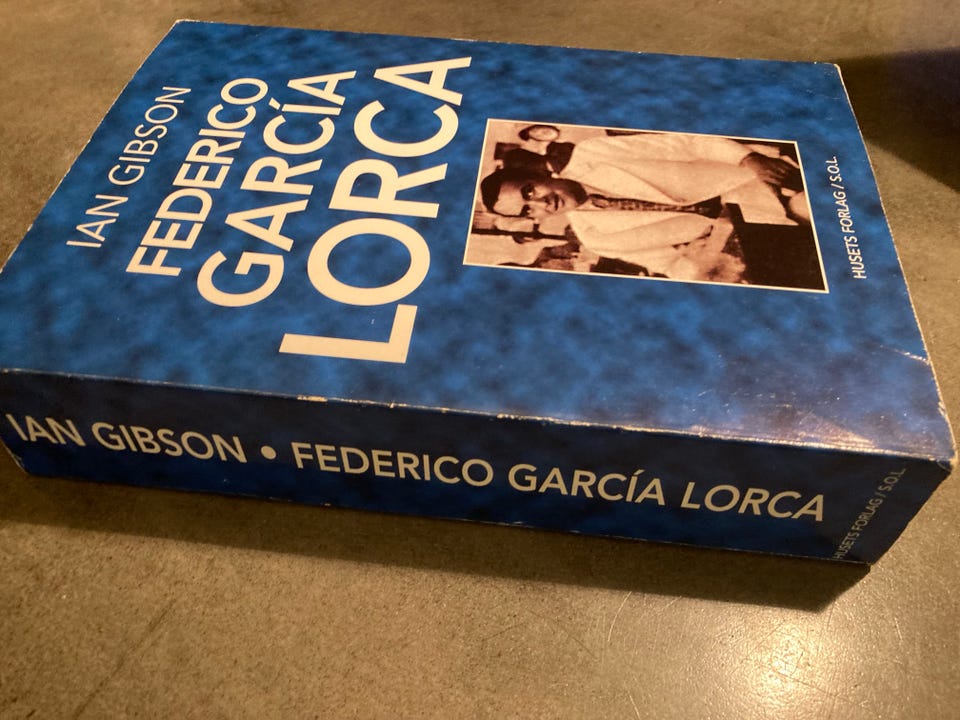 IAN GIBSON
FEDERICO
GARCÍA
LORCA
HUSETS FORLAG / S.O.L.
IAN GIBSON • FEDERICO GARCÍA LORCA
HUSETS FORLAG / S.O.L.